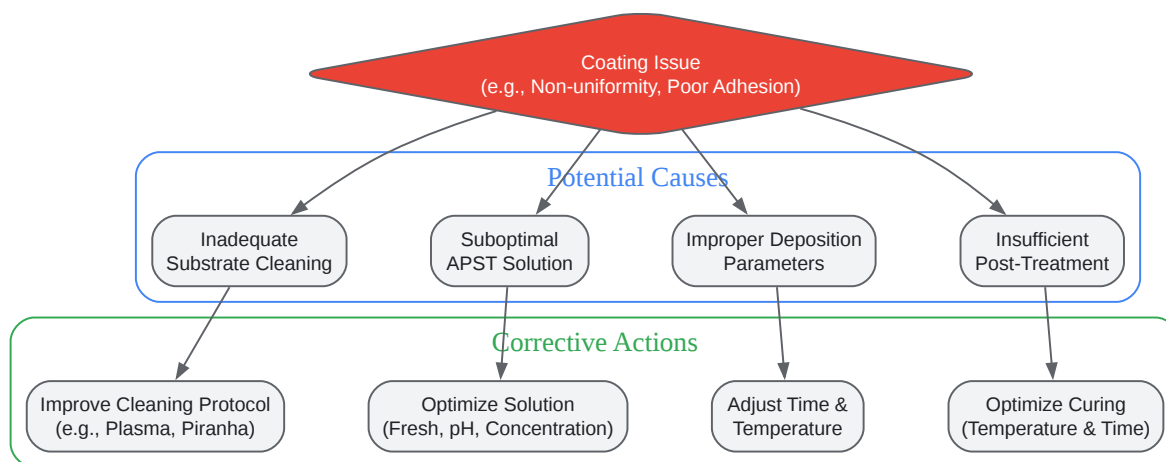 Coating Issue
(e.g., Non-uniformity, Poor Adhesion)
Potential Causes
Inadequate
Substrate Cleaning
Suboptimal
APST Solution
Improper Deposition
Parameters
Insufficient
Post-Treatment
Corrective Actions
Improve Cleaning Protocol
(e.g., Plasma, Piranha)
Optimize Solution
(Fresh, pH, Concentration)
Adjust Time &
Temperature
Optimize Curing
(Temperature & Time)